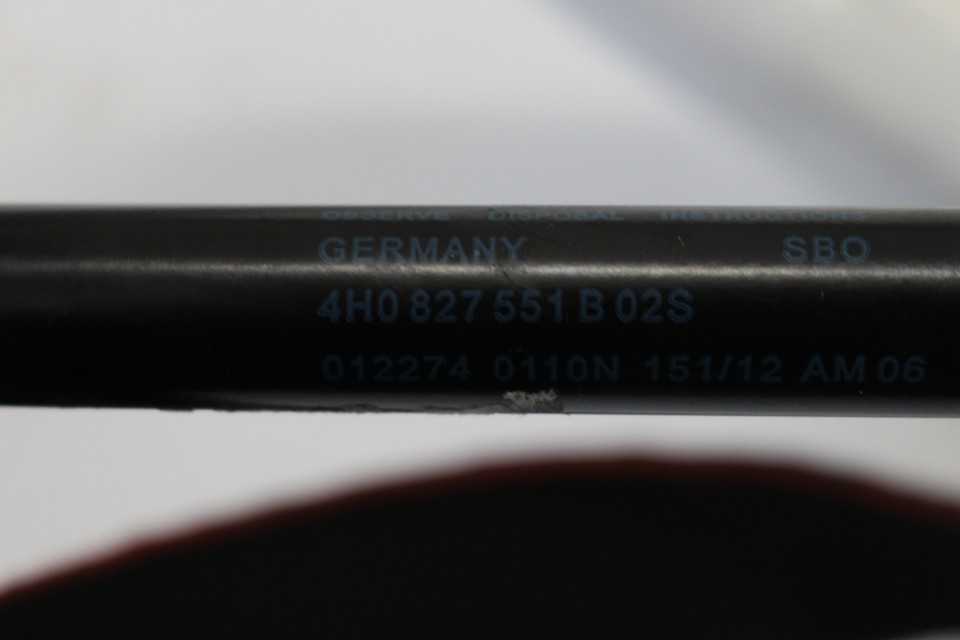 OBSERVE DISPOSAL INSTRUCTIONS
GERMANY SBO
4H0 827 551 B 02S
012274 0110N 151/12 AM 06